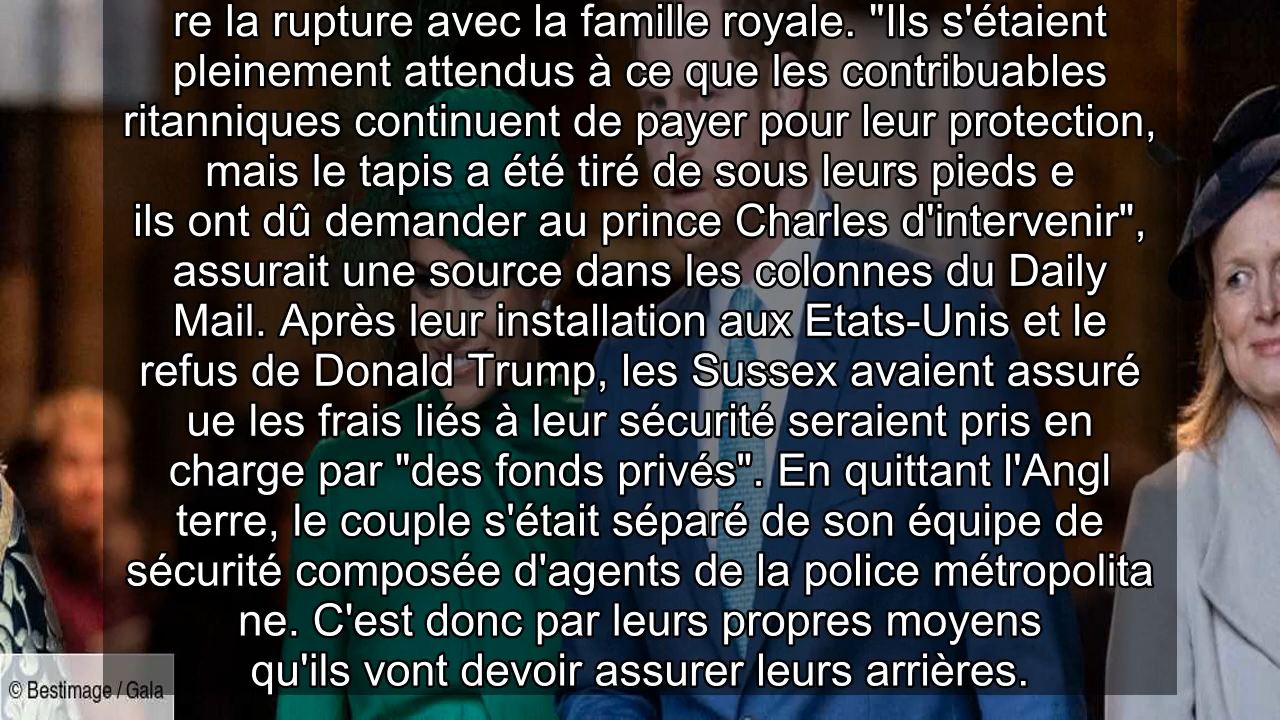 re la rupture avec la famille royale. "Ils s'étaient
pleinement attendus à ce que les contribuables
ritanniques continuent de payer pour leur protection,
mais le tapis a été tiré de sous leurs pieds e
ils ont dû demander au prince Charles d'intervenir",
assurait une source dans les colonnes du Daily
Mail. Après leur installation aux Etats-Unis et le
refus de Donald Trump, les Sussex avaient assuré
ue les frais liés à leur sécurité seraient pris en
charge par "des fonds privés". En quittant l'Angl
terre, le couple s'était séparé de son équipe de
sécurité composée d'agents de la police métropolita
ne. C'est donc par leurs propres moyens
qu'ils vont devoir assurer leurs arrières.
© Bestimage / Gala